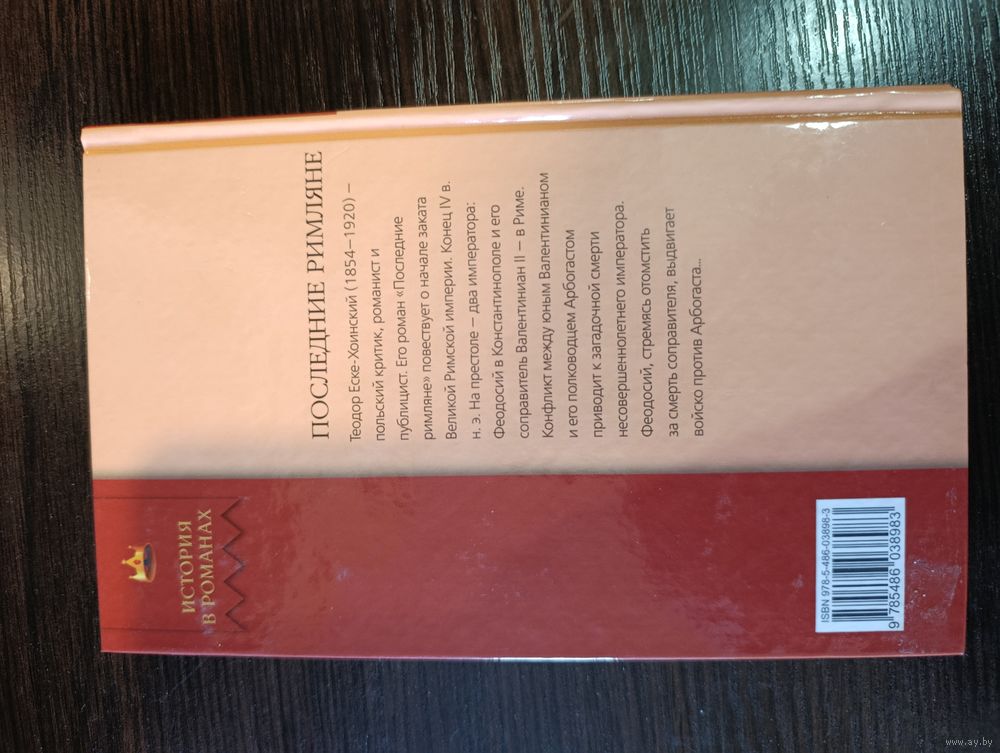 ПОСЛЕДНИЕ РИМЛЯНЕ
Теодор Еске-Хоинский (1854—1920) —
польский критик, романист и
публицист. Его роман «Последние
римляне» повествует о начале заката
Великой Римской империи. Конец IV в.
н. э. На престоле — два императора:
Феодосий в Константинополе и его
соправитель Валентиниан II — в Риме.
Конфликт между юным Валентинианом
и его полководцем Арбогастом
приводит к загадочной смерти
несовершеннолетнего императора.
Феодосий, стремясь отомстить
за смерть соправителя, выдвигает
войско против Арбогаста...
ИСТОРИЯ
В РОМАНАХ
ISBN 978-5-486-03898-3
9 785486 038983
www.ay.by